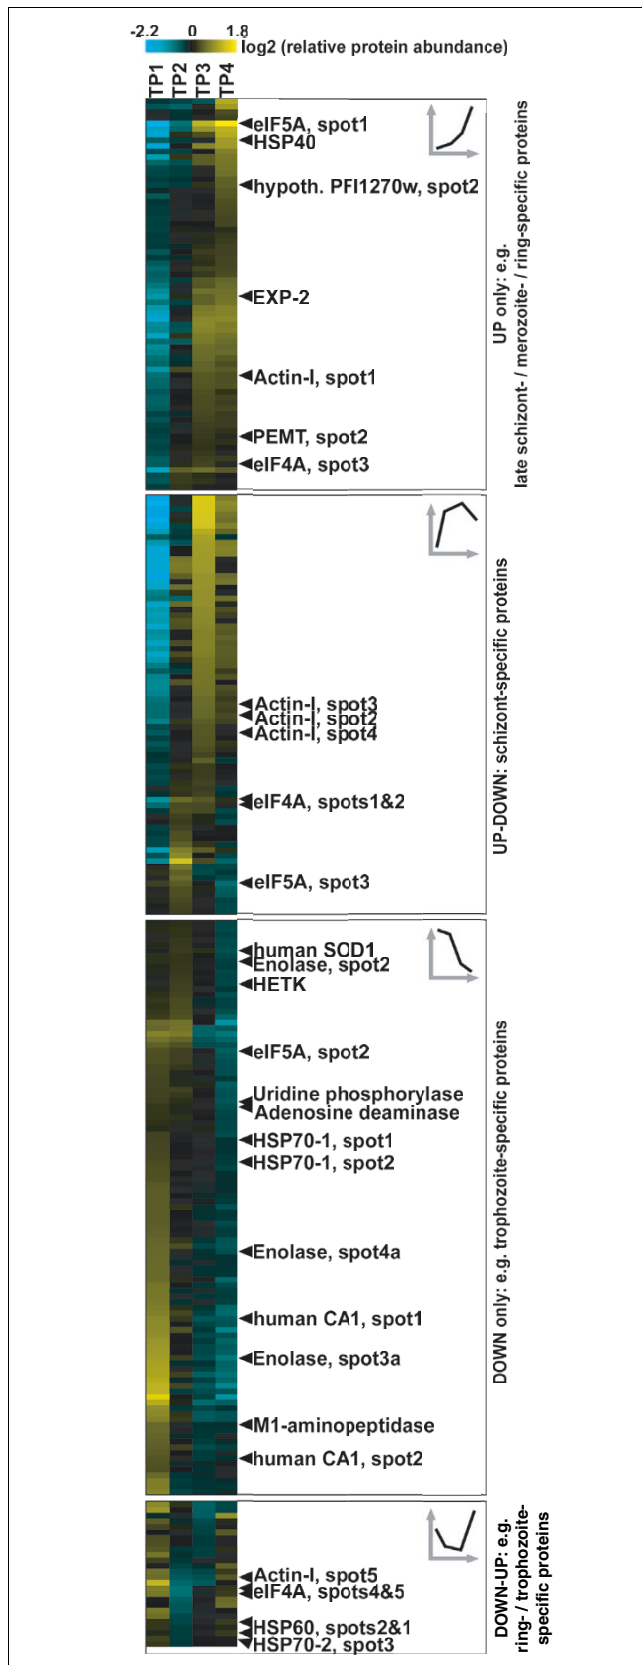 -2.2 0 1.8
log2 (relative protein abundance)
TP1 TP2 TP3 TP4
eIF5A, spot1
HSP40
hypoth. PFI1270w, spot2
EXP-2
Actin-I, spot1
PEMT, spot2
eIF4A, spot3
UP only: e.g.
late schizont- / merozoite- / ring-specific proteins
Actin-I, spot3
Actin-I, spot2
Actin-I, spot4
eIF4A, spots1&2
eIF5A, spot3
UP-DOWN: schizont-specific proteins
human SOD1
Enolase, spot2
HETK
eIF5A, spot2
Uridine phosphorylase
Adenosine deaminase
HSP70-1, spot1
HSP70-1, spot2
Enolase, spot4a
human CA1, spot1
Enolase, spot3a
M1-aminopeptidase
human CA1, spot2
DOWN only: e.g. trophozoite-specific proteins
Actin-I, spot5
eIF4A, spots4&5
HSP60, spots2&1
HSP70-2, spot3
DOWN-UP: e.g.
ring- / trophozoite-
specific proteins